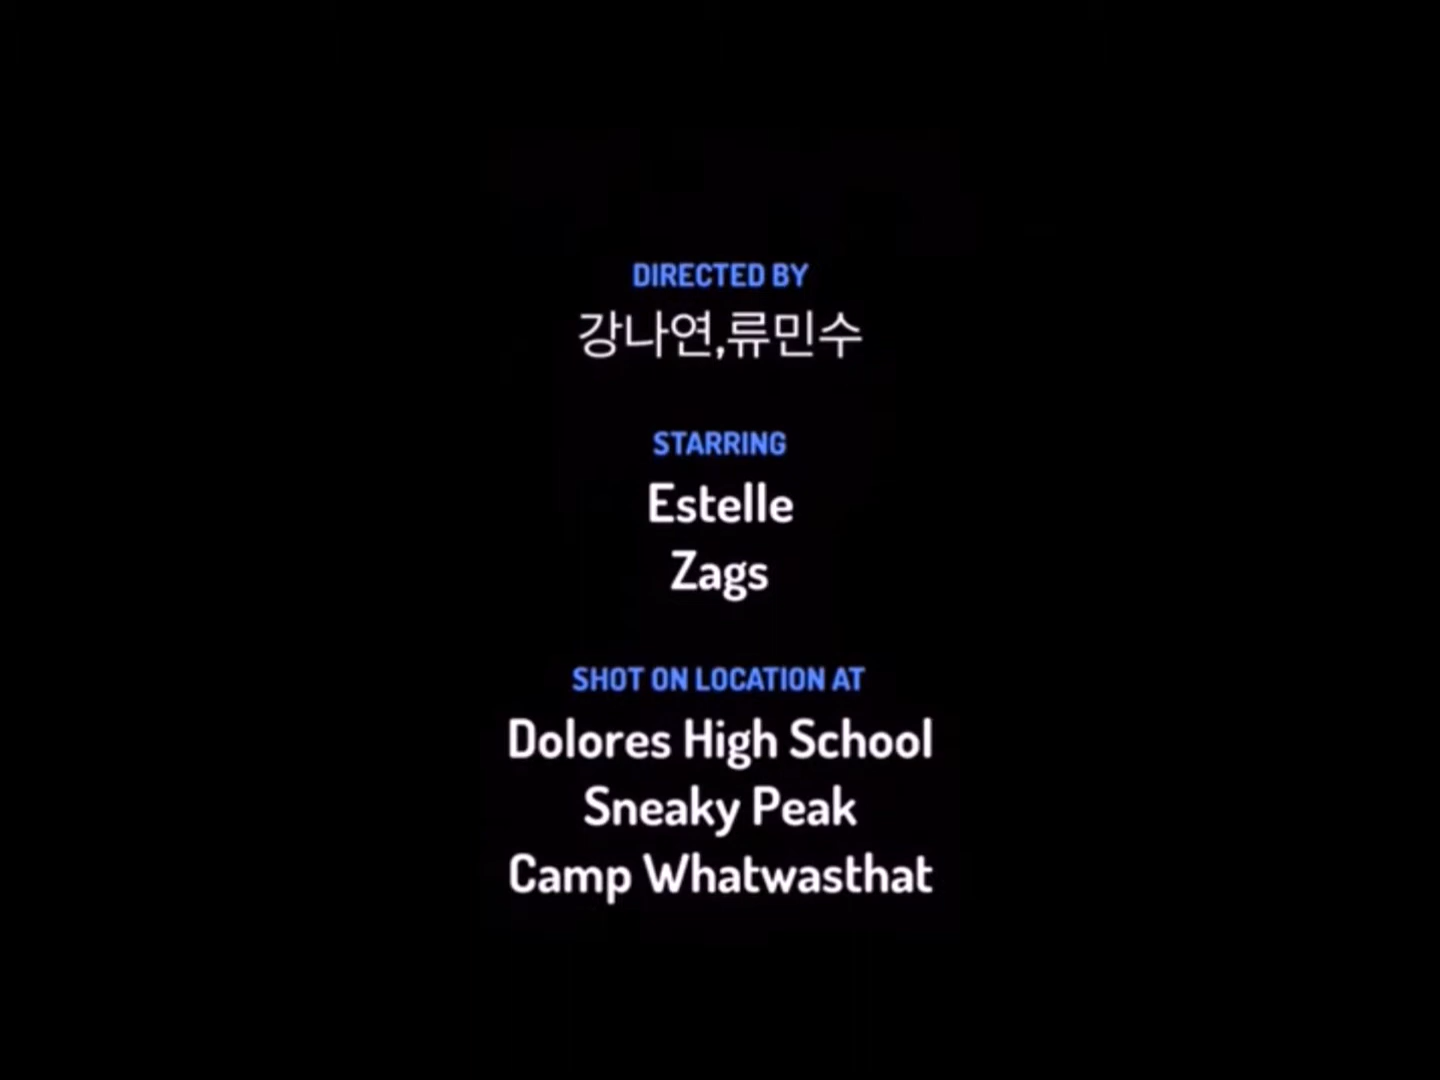 DIRECTED BY
강나연,류민수
STARRING
Estelle
Zags
SHOT ON LOCATION AT
Dolores High School
Sneaky Peak
Camp Whatwasthat